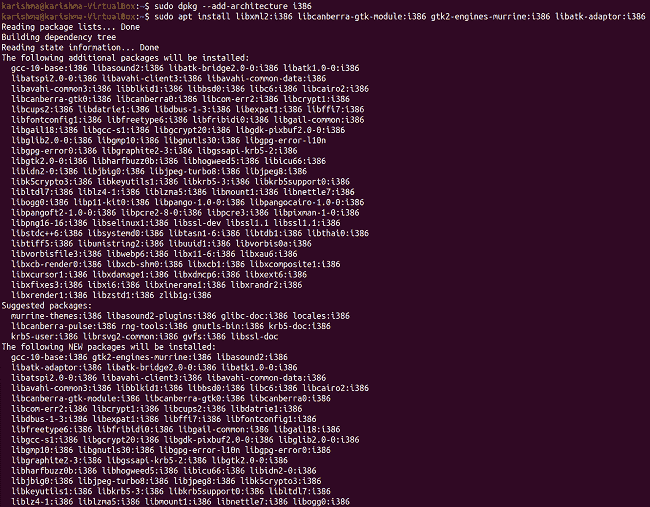 karishma@karishma-VirtualBox:~$ sudo dpkg --add-architecture i386
karishma@karishma-VirtualBox:~$ sudo apt install libxml2:i386 libcanberra-gtk-module:i386 gtk2-engines-murrine:i386 libatk-adaptor:i386
Reading package lists... Done
Building dependency tree
Reading state information... Done
The following additional packages will be installed:
gcc-10-base:i386 libasound2:i386 libatk-bridge2.0-0:i386 libatk1.0-0:i386
libatspi2.0-0:i386 libavahi-client3:i386 libavahi-common-data:i386
libavahi-common3:i386 libblkid1:i386 libbsd0:i386 libc6:i386 libcairo2:i386
libcanberra-gtk0:i386 libcanberra0:i386 libcom-err2:i386 libcrypt1:i386
libcups2:i386 libdatrie1:i386 libdbus-1-3:i386 libexpat1:i386 libffi7:i386
libfontconfig1:i386 libfreetype6:i386 libfribidi0:i386 libgail-common:i386
libgail18:i386 libgcc-s1:i386 libgcrypt20:i386 libgdk-pixbuf2.0-0:i386
libglib2.0-0:i386 libgmp10:i386 libgnutls30:i386 libgpg-error-l10n
libgpg-error0:i386 libgraphite2-3:i386 libgssapi-krb5-2:i386
libgtk2.0-0:i386 libharfbuzz0b:i386 libhogweed5:i386 libicu66:i386
libidn2-0:i386 libjbig0:i386 libjpeg-turbo8:i386 libjpeg8:i386
libk5crypto3:i386 libkeyutils1:i386 libkrb5-3:i386 libkrb5support0:i386
libltdl7:i386 liblz4-1:i386 liblzma5:i386 libmount1:i386 libnettle7:i386
libogg0:i386 libp11-kit0:i386 libpango-1.0-0:i386 libpangocairo-1.0-0:i386
libpangoft2-1.0-0:i386 libpcre2-8-0:i386 libpcre3:i386 libpixman-1-0:i386
libpng16-16:i386 libselinux1:i386 libssl-dev libssl1.1 libssl1.1:i386
libstdc++6:i386 libsystemd0:i386 libtasn1-6:i386 libtdb1:i386 libthai0:i386
libtiff5:i386 libunistring2:i386 libuuid1:i386 libvorbis0a:i386
libvorbisfile3:i386 libwebp6:i386 libx11-6:i386 libxau6:i386
libxcb-render0:i386 libxcb-shm0:i386 libxcb1:i386 libxcomposite1:i386
libxcursor1:i386 libxdamage1:i386 libxdmcp6:i386 libxext6:i386
libxfixes3:i386 libxi6:i386 libxinerama1:i386 libxrandr2:i386
libxrender1:i386 libzstd1:i386 zlib1g:i386
Suggested packages:
murrine-themes:i386 libasound2-plugins:i386 glibc-doc:i386 locales:i386
libcanberra-pulse:i386 rng-tools:i386 gnutls-bin:i386 krb5-doc:i386
krb5-user:i386 librsvg2-common:i386 gvfs:i386 libssl-doc
The following NEW packages will be installed:
gcc-10-base:i386 gtk2-engines-murrine:i386 libasound2:i386
libatk-adaptor:i386 libatk-bridge2.0-0:i386 libatk1.0-0:i386
libatspi2.0-0:i386 libavahi-client3:i386 libavahi-common-data:i386
libavahi-common3:i386 libblkid1:i386 libbsd0:i386 libc6:i386 libcairo2:i386
libcanberra-gtk-module:i386 libcanberra-gtk0:i386 libcanberra0:i386
libcom-err2:i386 libcrypt1:i386 libcups2:i386 libdatrie1:i386
libdbus-1-3:i386 libexpat1:i386 libffi7:i386 libfontconfig1:i386
libfreetype6:i386 libfribidi0:i386 libgail-common:i386 libgail18:i386
libgcc-s1:i386 libgcrypt20:i386 libgdk-pixbuf2.0-0:i386 libglib2.0-0:i386
libgmp10:i386 libgnutls30:i386 libgpg-error-l10n libgpg-error0:i386
libgraphite2-3:i386 libgssapi-krb5-2:i386 libgtk2.0-0:i386
libharfbuzz0b:i386 libhogweed5:i386 libicu66:i386 libidn2-0:i386
libjbig0:i386 libjpeg-turbo8:i386 libjpeg8:i386 libk5crypto3:i386
libkeyutils1:i386 libkrb5-3:i386 libkrb5support0:i386 libltdl7:i386
liblz4-1:i386 liblzma5:i386 libmount1:i386 libnettle7:i386 libogg0:i386